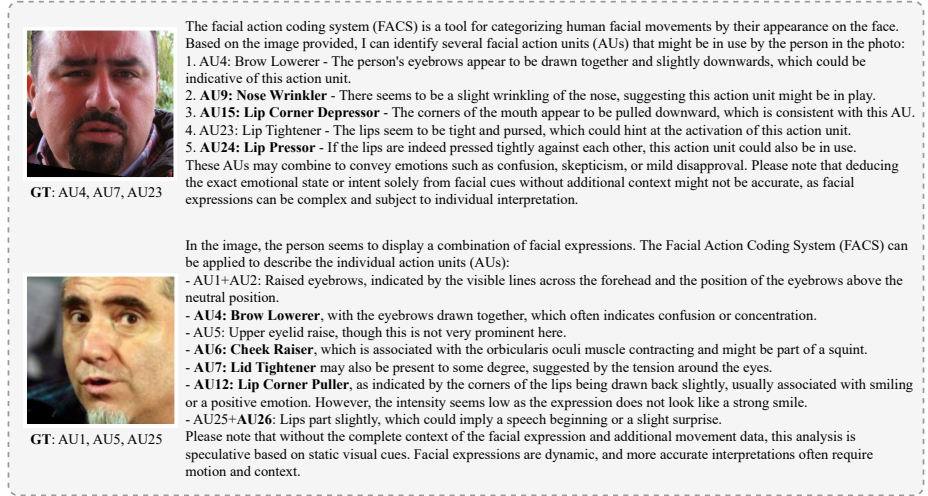 The facial action coding system (FACS) is a tool for categorizing human facial movements by their appearance on the face.
Based on the image provided, I can identify several facial action units (AUs) that might be in use by the person in the photo:
1. AU4: Brow Lowerer - The person's eyebrows appear to be drawn together and slightly downwards, which could be
indicative of this action unit.
2. AU9: Nose Wrinkler - There seems to be a slight wrinkling of the nose, suggesting this action unit might be in play.
3. AU15: Lip Corner Depressor - The corners of the mouth appear to be pulled downward, which is consistent with this AU.
4. AU23: Lip Tightener - The lips seem to be tight and pursed, which could hint at the activation of this action unit.
5. AU24: Lip Pressor - If the lips are indeed pressed tightly against each other, this action unit could also be in use.
These AUs may combine to convey emotions such as confusion, skepticism, or mild disapproval. Please note that deducing
the exact emotional state or intent solely from facial cues without additional context might not be accurate, as facial
expressions can be complex and subject to individual interpretation.
GT: AU4, AU7, AU23
In the image, the person seems to display a combination of facial expressions. The Facial Action Coding System (FACS) can
be applied to describe the individual action units (AUs):
- AU1+AU2: Raised eyebrows, indicated by the visible lines across the forehead and the position of the eyebrows above the
neutral position.
- AU4: Brow Lowerer, with the eyebrows drawn together, which often indicates confusion or concentration.
- AU5: Upper eyelid raise, though this is not very prominent here.
- AU6: Cheek Raiser, which is associated with the orbicularis oculi muscle contracting and might be part of a squint.
- AU7: Lid Tightener may also be present to some degree, suggested by the tension around the eyes.
- AU12: Lip Corner Puller, as indicated by the corners of the lips being drawn back slightly, usually associated with smiling
or a positive emotion. However, the intensity seems low as the expression does not look like a strong smile.
- AU25+AU26: Lips part slightly, which could imply a speech beginning or a slight surprise.
Please note that without the complete context of the facial expression and additional movement data, this analysis is
speculative based on static visual cues. Facial expressions are dynamic, and more accurate interpretations often require
motion and context.
GT: AU1, AU5, AU25